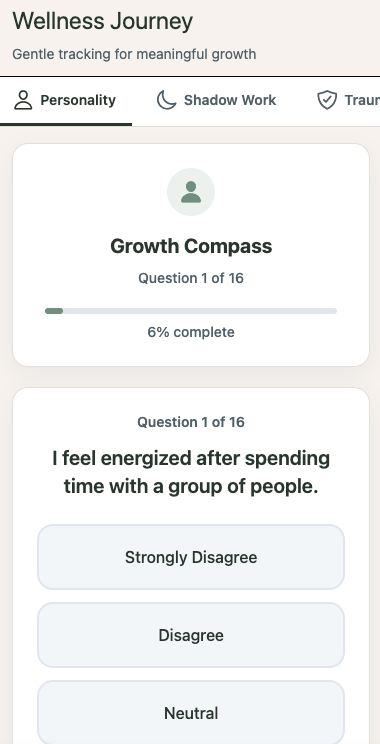 Wellness Journey
Gentle tracking for meaningful growth
Personality
Shadow Work
Growth Compass
Question 1 of 16
6% complete
Question 1 of 16
I feel energized after spending
time with a group of people.
Strongly Disagree
Disagree
Neutral